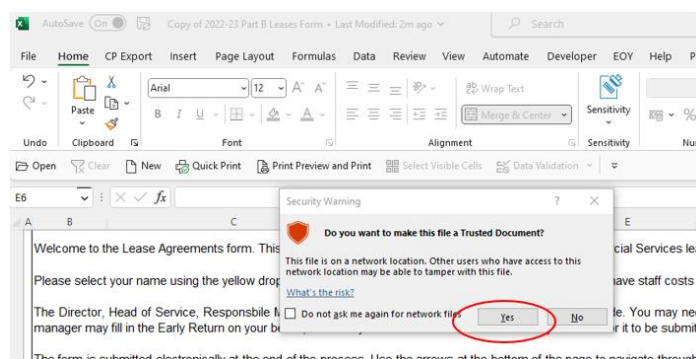 AutoSave On Copy of 2022-23 Part B Leases Form • Last Modified: 2m ago Search
File Home CP Export Insert Page Layout Formulas Data Review View Automate Developer EOY Help
Arial 12 A A Wrap Text
Paste B I U A Merge & Center Sensitivity %
Undo Clipboard Font Alignment Sensitivity Nu
Open Clear New Quick Print Print Preview and Print Select Visible Cells Data Validation
E6 fx
Security Warning ? ×
A B C E
Do you want to make this file a Trusted Document?
Welcome to the Lease Agreements form. This cial Services lea
This file is on a network location. Other users who have access to this
network location may be able to tamper with this file.
Please select your name using the yellow drop ave staff costs
What's the risk?
The Director, Head of Service, Responsbile M le. You may nee
Do not ask me again for network files Yes No
manager may fill in the Early Return on your be r it to be submit
The form is submitted electronically at the end of the process. Use the arrows at the bottom of the page to navigate through